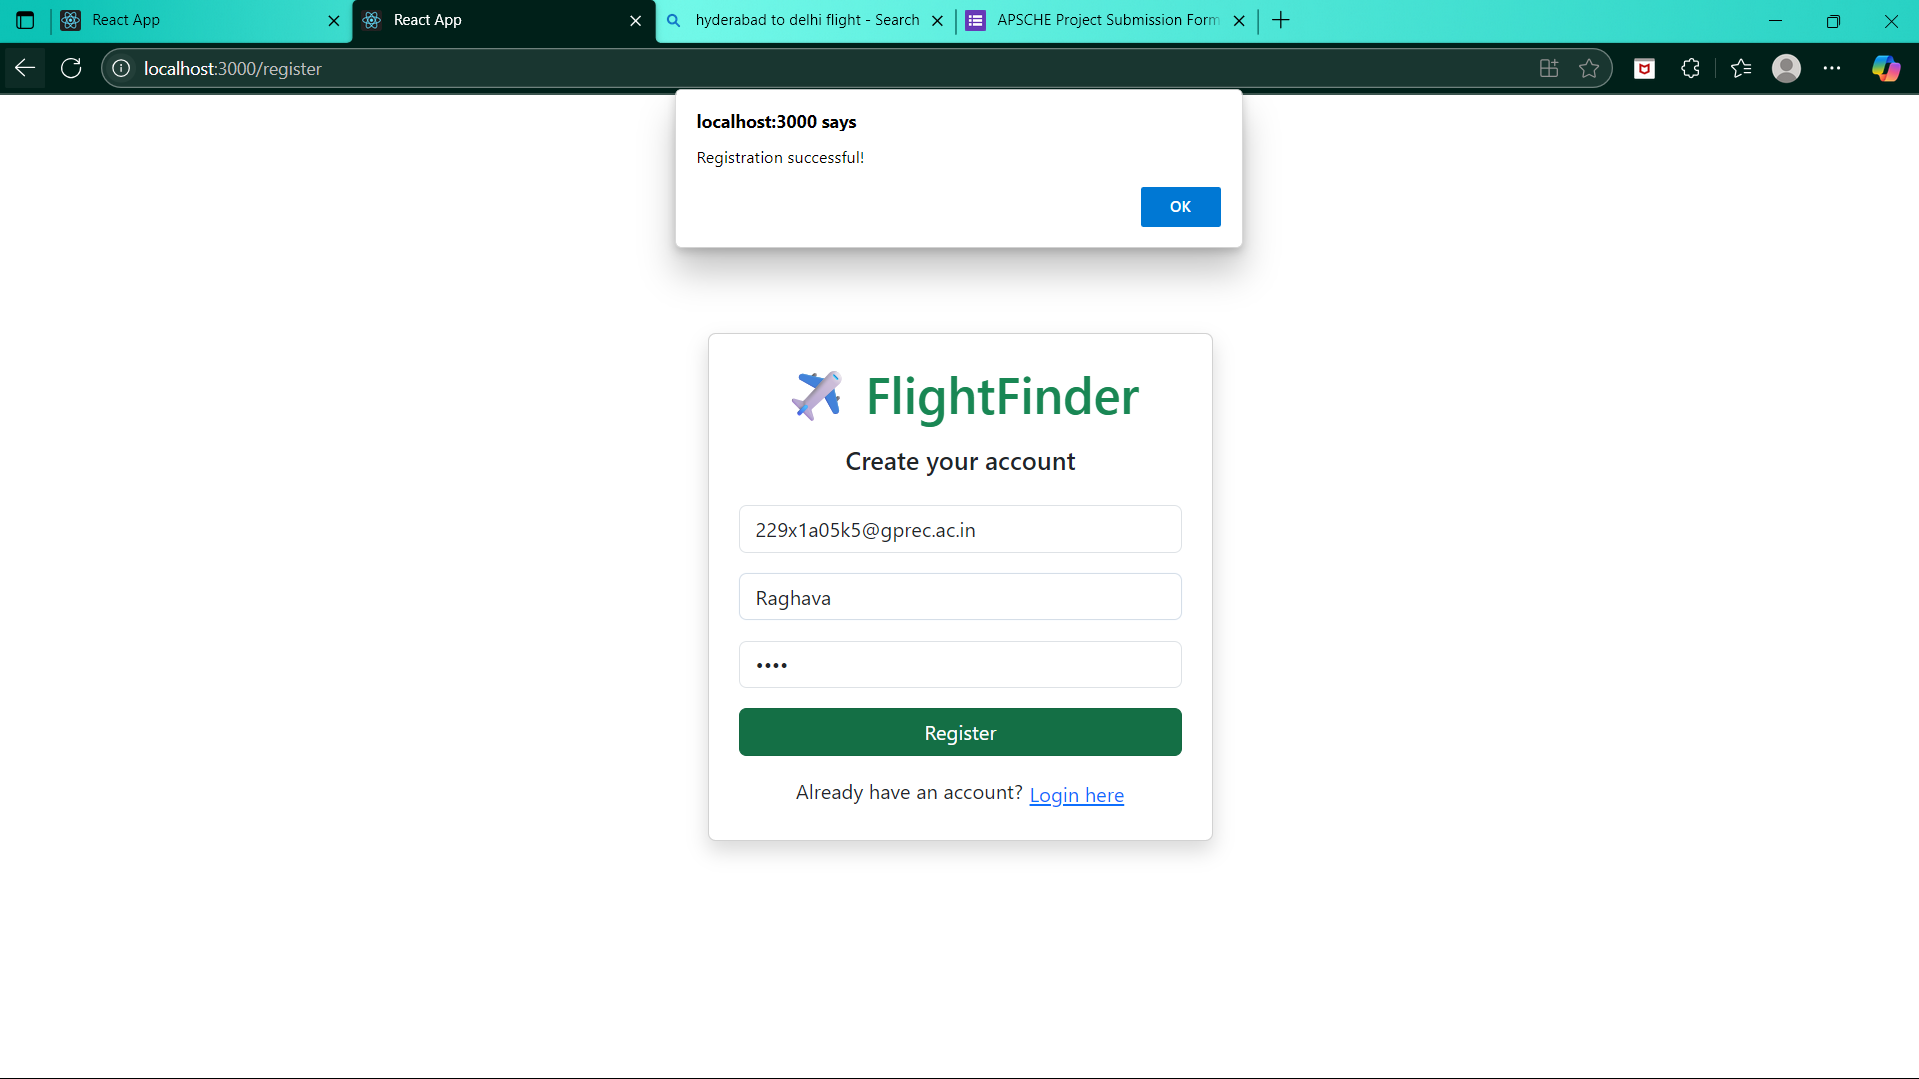 React App
React App
hyderabad to delhi flight - Search
APSCHE Project Submission Form
localhost:3000/register
localhost:3000 says
Registration successful!
OK
FlightFinder
Create your account
229x1a05k5@gprec.ac.in
Raghava
••••
Register
Already have an account? Login here